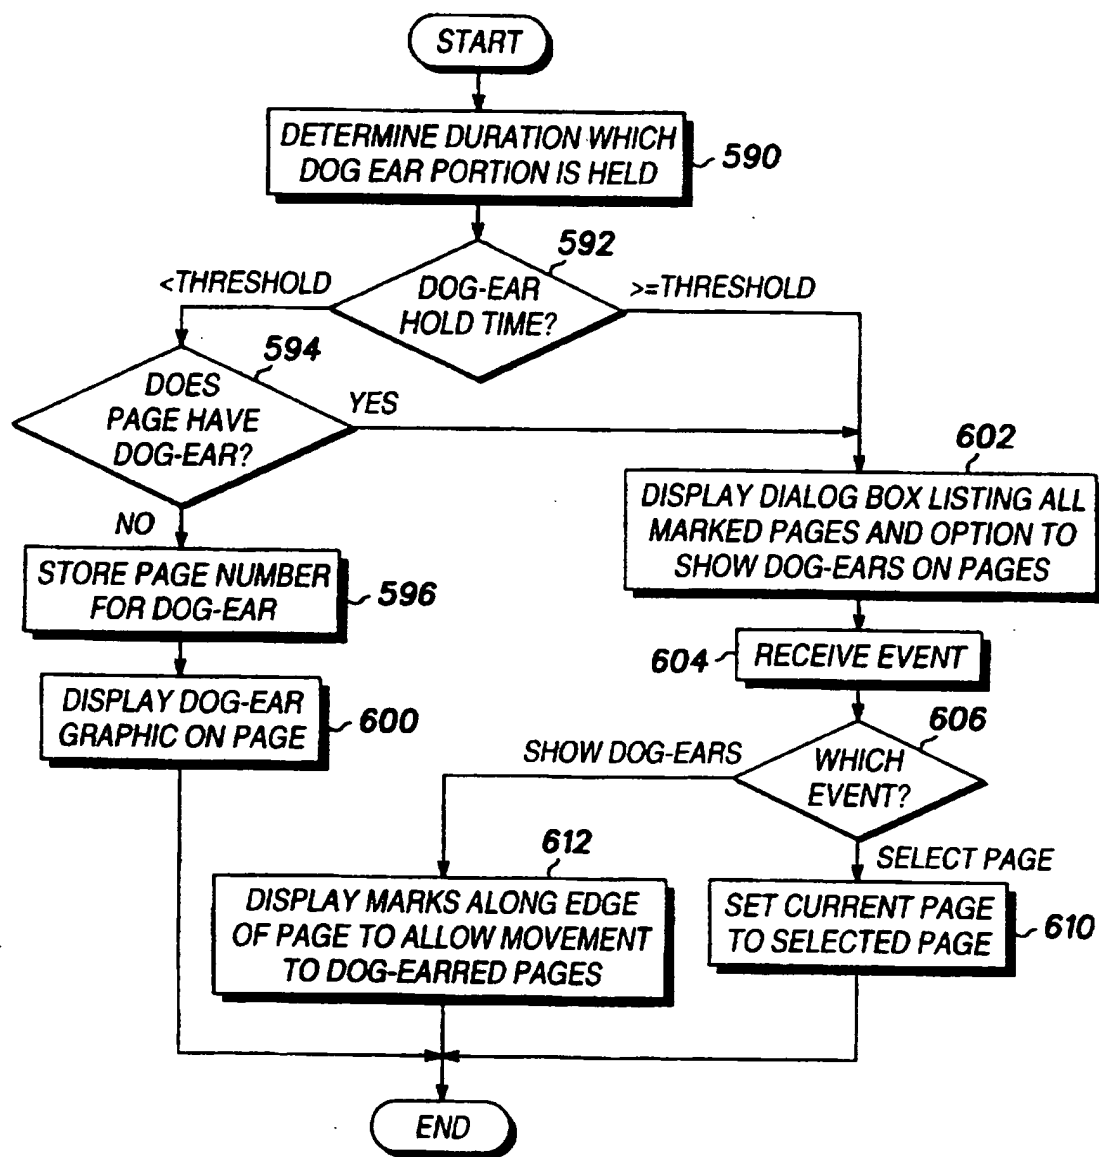 START
DETERMINE DURATION WHICH
DOG EAR PORTION IS HELD
590
592
<THRESHOLD
DOG-EAR
HOLD TIME?
>=THRESHOLD
594
DOES
PAGE HAVE
DOG-EAR?
YES
NO
602
DISPLAY DIALOG BOX LISTING ALL
MARKED PAGES AND OPTION TO
SHOW DOG-EARS ON PAGES
STORE PAGE NUMBER
FOR DOG-EAR
596
604
RECEIVE EVENT
DISPLAY DOG-EAR
GRAPHIC ON PAGE
600
606
SHOW DOG-EARS
WHICH
EVENT?
SELECT PAGE
612
DISPLAY MARKS ALONG EDGE
OF PAGE TO ALLOW MOVEMENT
TO DOG-EARRED PAGES
SET CURRENT PAGE
TO SELECTED PAGE
610
END